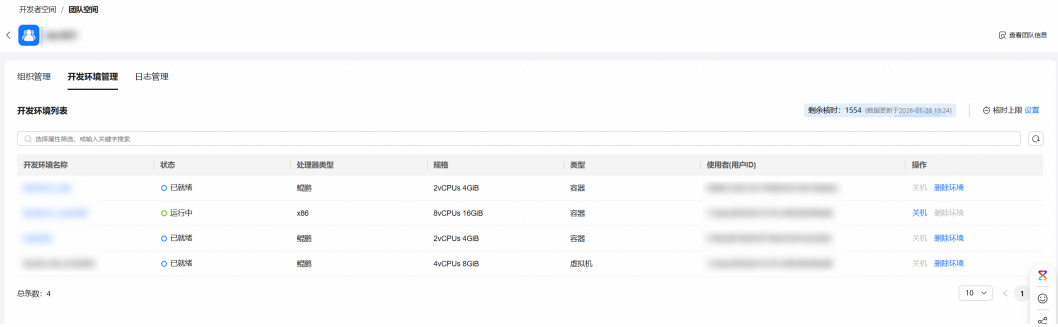 开发者空间 / 团队空间
查看团队信息
组织管理 开发环境管理 日志管理
开发环境列表 剩余核时：1554 (数据更新于2026-01-28 19:24) 核时上限 设置
选择属性筛选，或输入关键字搜索
开发环境名称 状态 处理器类型 规格 类型 使用者(用户ID) 操作
已就绪 鲲鹏 2vCPUs 4GiB 容器 关机 删除环境
运行中 x86 8vCPUs 16GiB 容器 关机 删除环境
已就绪 鲲鹏 2vCPUs 4GiB 容器 关机 删除环境
已就绪 鲲鹏 4vCPUs 8GiB 虚拟机 关机 删除环境
总条数：4 10 1